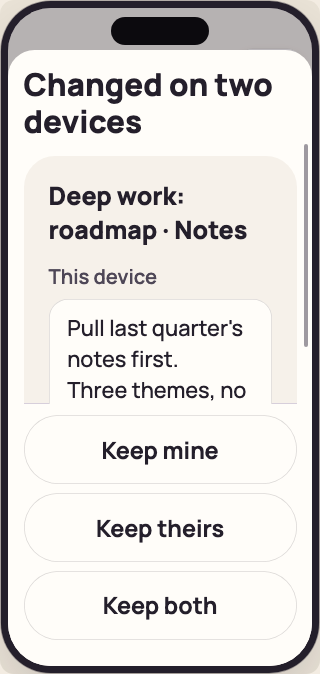 Changed on two
devices
Deep work:
roadmap · Notes
This device
Pull last quarter's
notes first.
Three themes, no
Keep mine
Keep theirs
Keep both